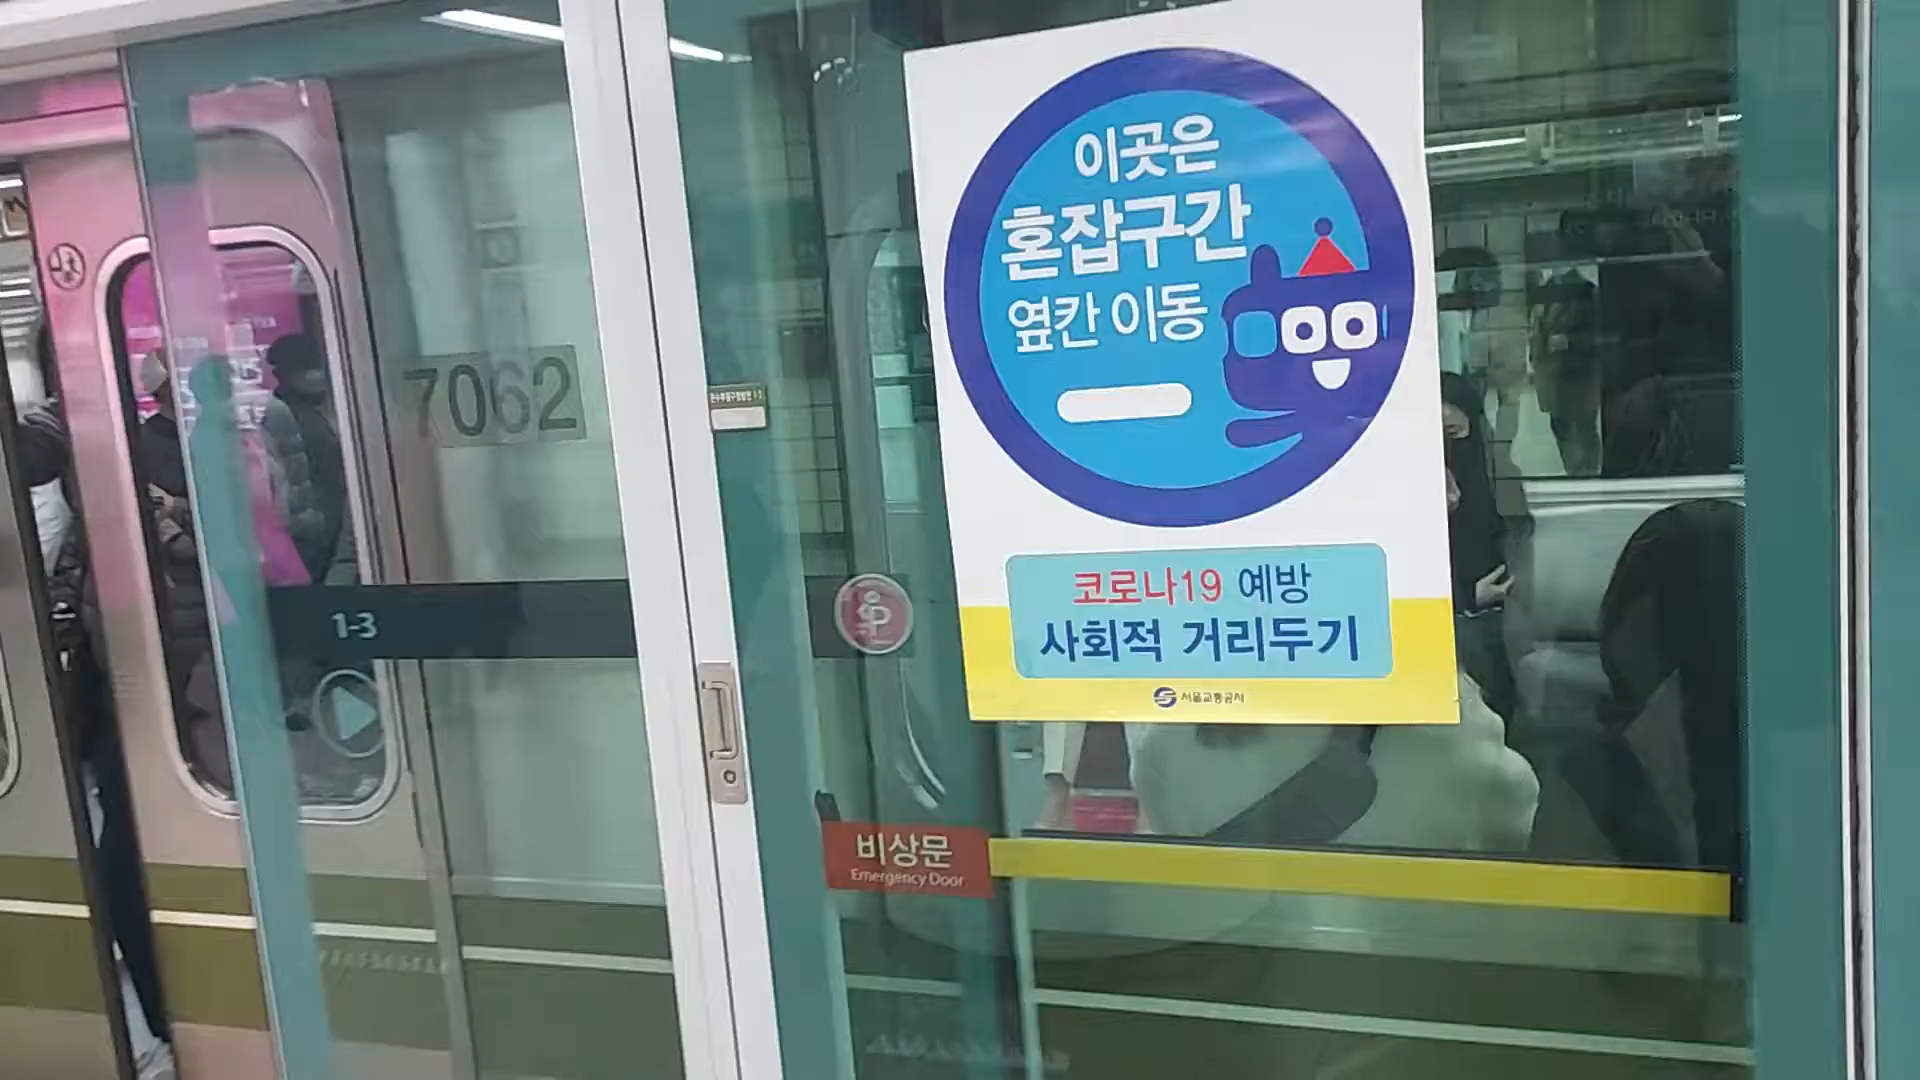 이곳은
혼잡구간
옆칸 이동
코로나19 예방
사회적 거리두기
서울교통공사
7062
1-3
비상문
Emergency Door